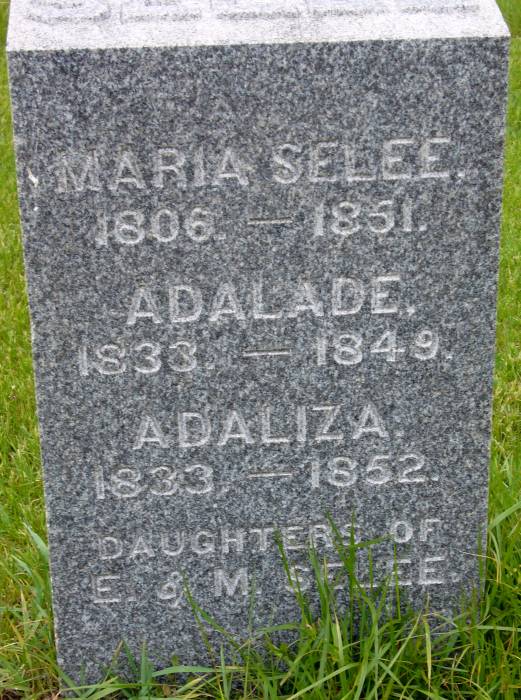 MARIA SELEE.
1806. — 1851.
ADALADE.
1833. — 1849.
ADALIZA.
1833. — 1852.
DAUGHTERS OF
E. & M. SELEE.